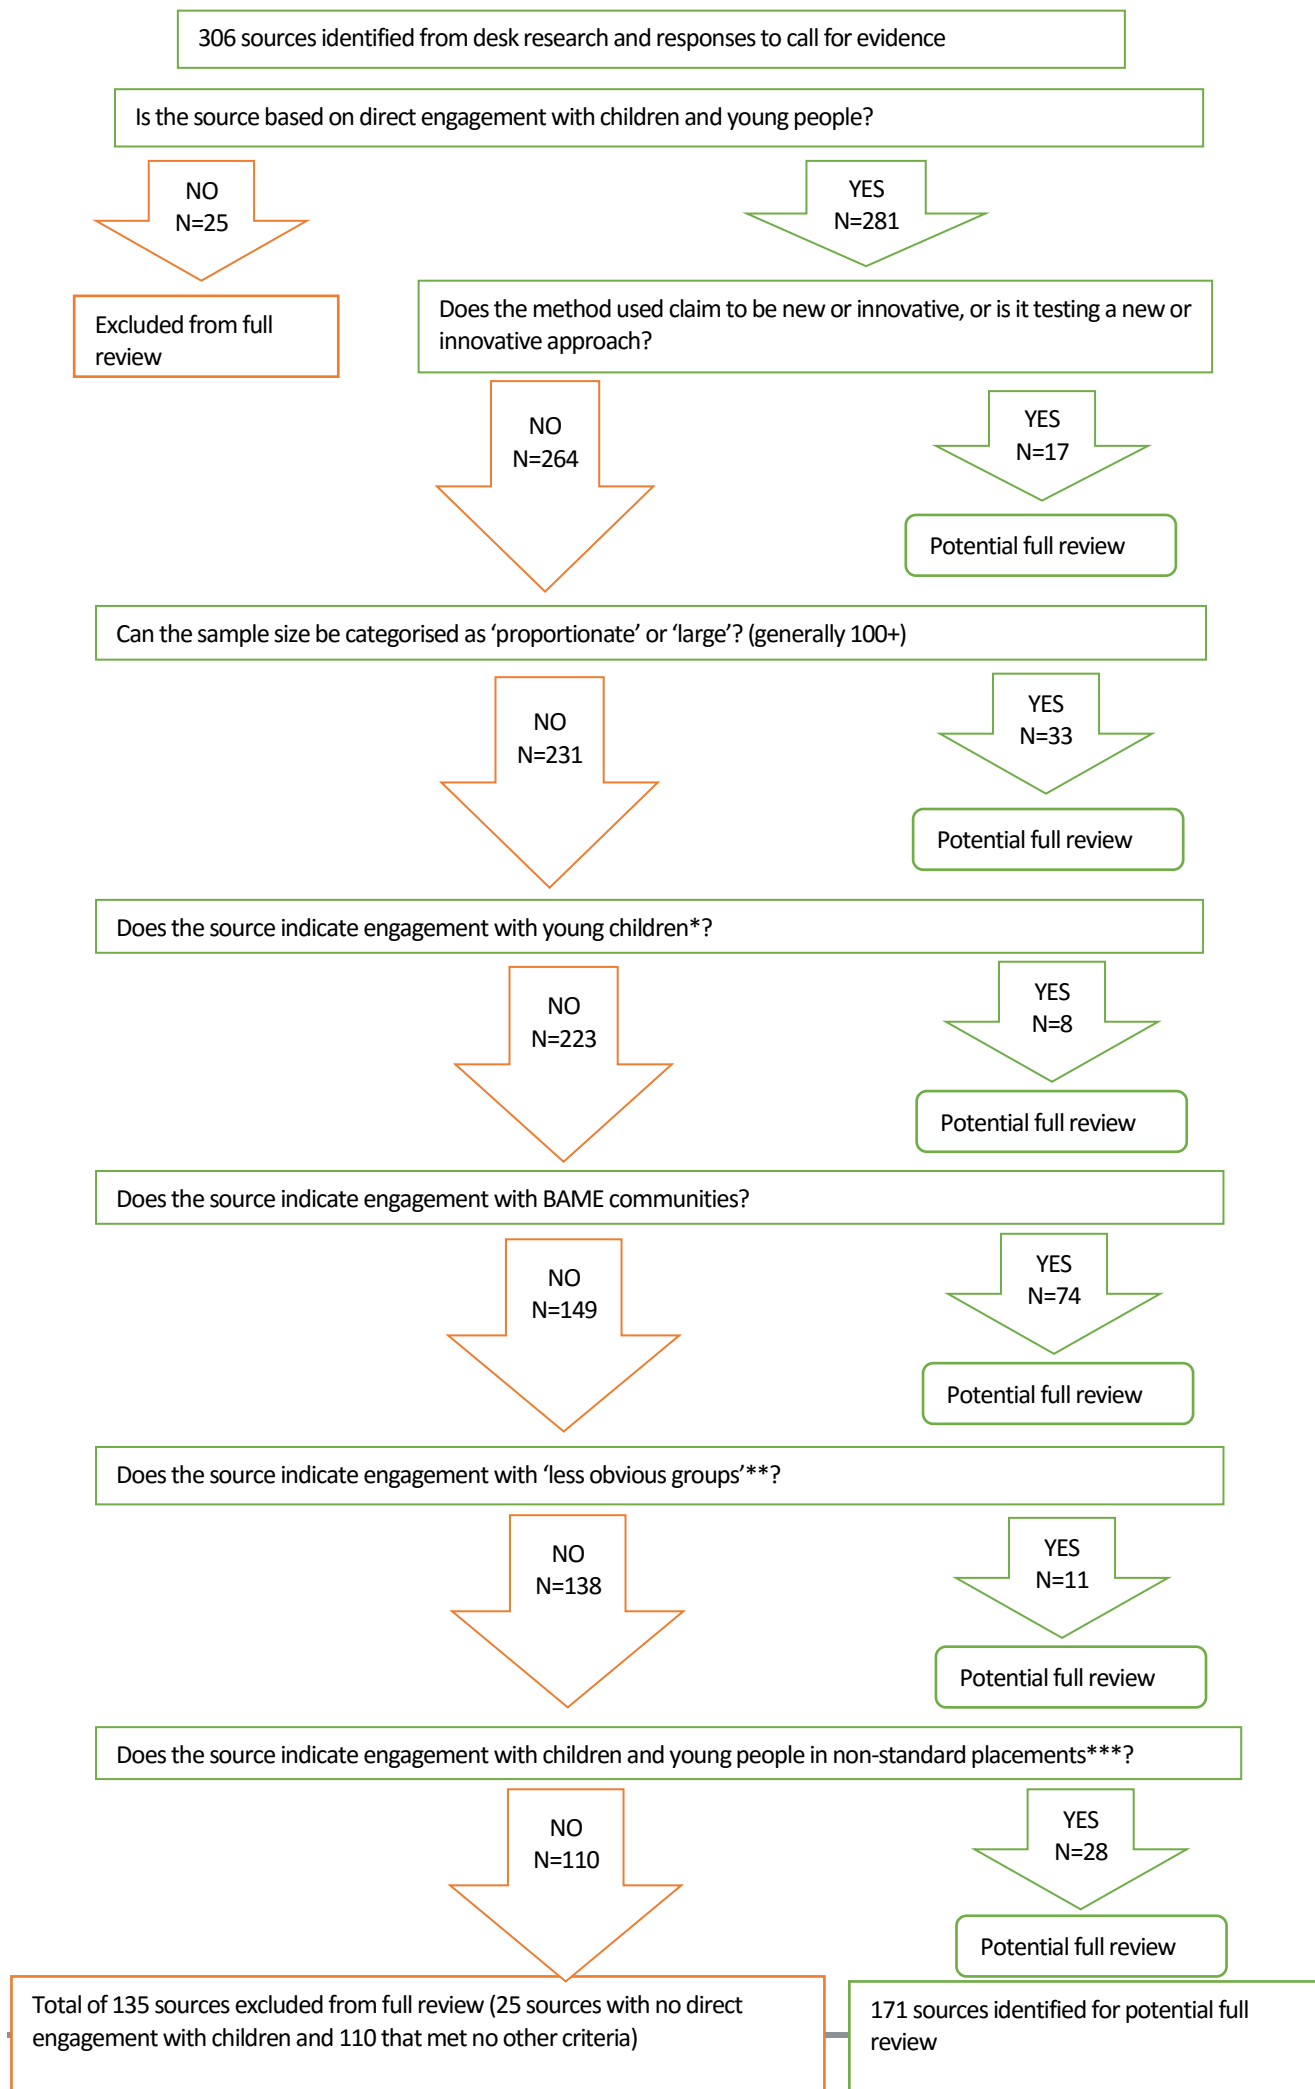 306 sources identified from desk research and responses to call for evidence
Is the source based on direct engagement with children and young people?
NO
N=25
YES
N=281
Excluded from full
review
Does the method used claim to be new or innovative, or is it testing a new or
innovative approach?
NO
N=264
YES
N=17
Potential full review
Can the sample size be categorised as ‘proportionate’ or ‘large’? (generally 100+)
NO
N=231
YES
N=33
Potential full review
Does the source indicate engagement with young children*?
NO
N=223
YES
N=8
Potential full review
Does the source indicate engagement with BAME communities?
NO
N=149
YES
N=74
Potential full review
Does the source indicate engagement with ‘less obvious groups’**?
NO
N=138
YES
N=11
Potential full review
Does the source indicate engagement with children and young people in non-standard placements***?
NO
N=110
YES
N=28
Potential full review
Total of 135 sources excluded from full review (25 sources with no direct
engagement with children and 110 that met no other criteria)
171 sources identified for potential full
review